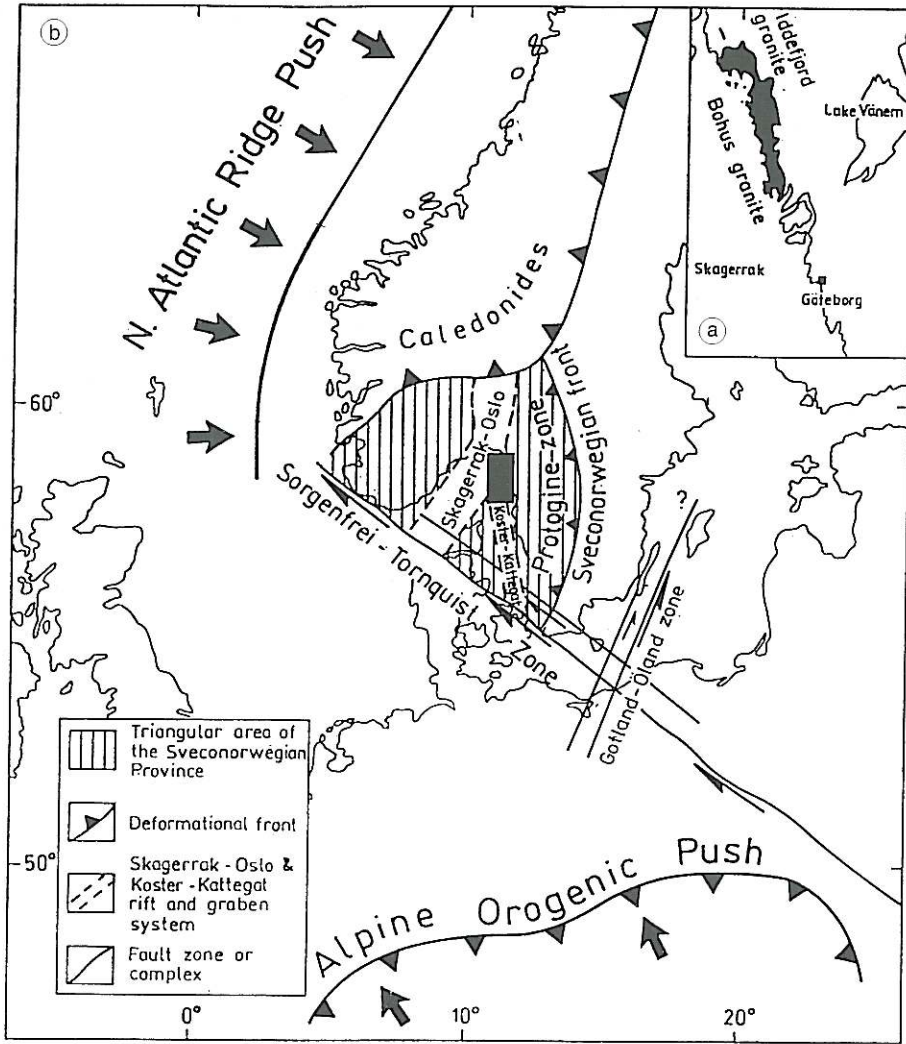 b
N. Atlantic Ridge Push
Caledonides
60°
Skagerrak-Oslo
Koster-Kattegat
Protogine-zone
Sveconorwegian front
Sorgenfrei - Tornquist Zone
?
Gotland-Öland zone
Iddefjord
granite
Bohus granite
Lake Vänern
Skagerrak
Göteborg
a
Triangular area of
the Sveconorwegian
Province
Deformational front
Skagerrak - Oslo &
Koster - Kattegat
rift and graben
system
Fault zone or
complex
50°
Alpine Orogenic Push
0°
10°
20°